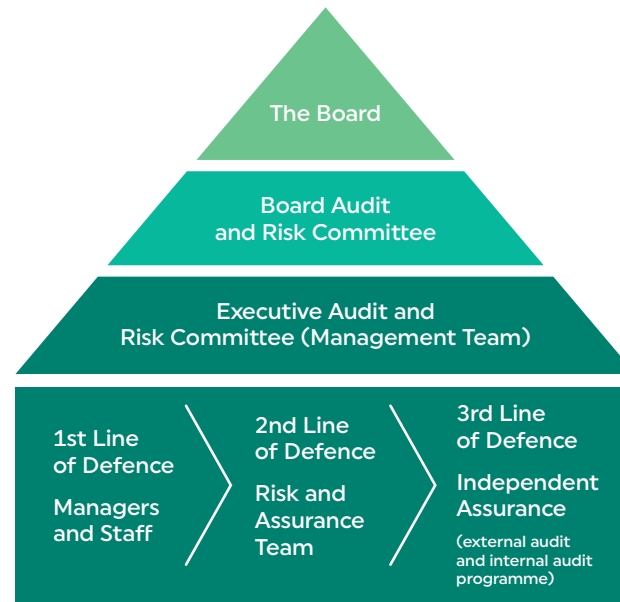 The Board
Board Audit
and Risk Committee
Executive Audit and
Risk Committee (Management Team)
1st Line
of Defence
Managers
and Staff
2nd Line
of Defence
Risk and
Assurance
Team
3rd Line
of Defence
Independent
Assurance
(external audit
and internal audit
programme)